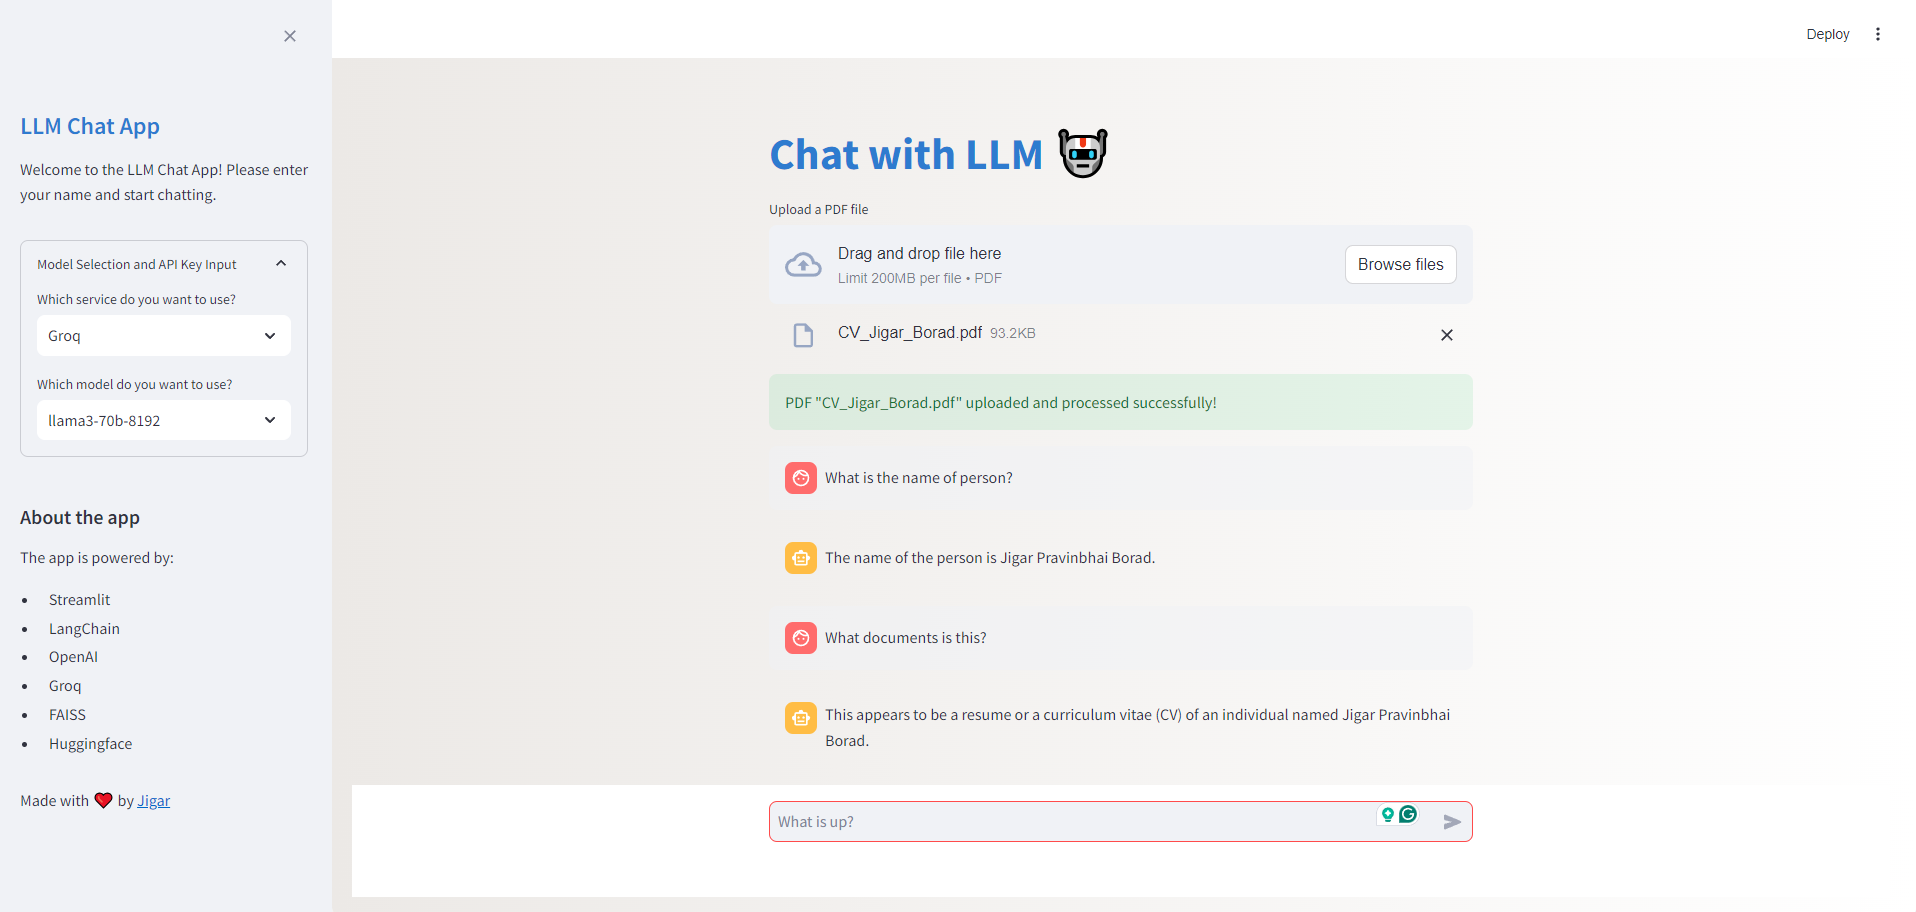 Deploy
LLM Chat App
Welcome to the LLM Chat App! Please enter
your name and start chatting.
Model Selection and API Key Input
Which service do you want to use?
Groq
Which model do you want to use?
llama3-70b-8192
About the app
The app is powered by:
• Streamlit
• LangChain
• OpenAI
• Groq
• FAISS
• Huggingface
Made with ❤️ by Jigar
Chat with LLM
Upload a PDF file
Drag and drop file here
Limit 200MB per file • PDF
Browse files
CV_Jigar_Borad.pdf 93.2KB
PDF "CV_Jigar_Borad.pdf" uploaded and processed successfully!
What is the name of person?
The name of the person is Jigar Pravinbhai Borad.
What documents is this?
This appears to be a resume or a curriculum vitae (CV) of an individual named Jigar Pravinbhai
Borad.
What is up?